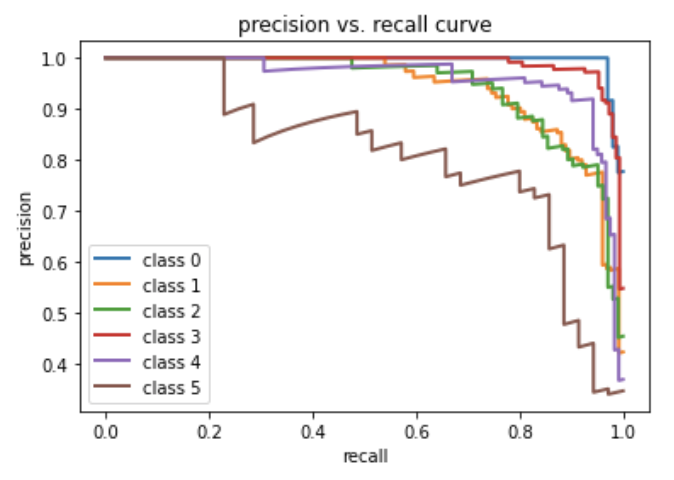 precision vs. recall curve
1.0
0.9
0.8
0.7
0.6
0.5
0.4
precision
class 0
class 1
class 2
class 3
class 4
class 5
0.0 0.2 0.4 0.6 0.8 1.0
recall